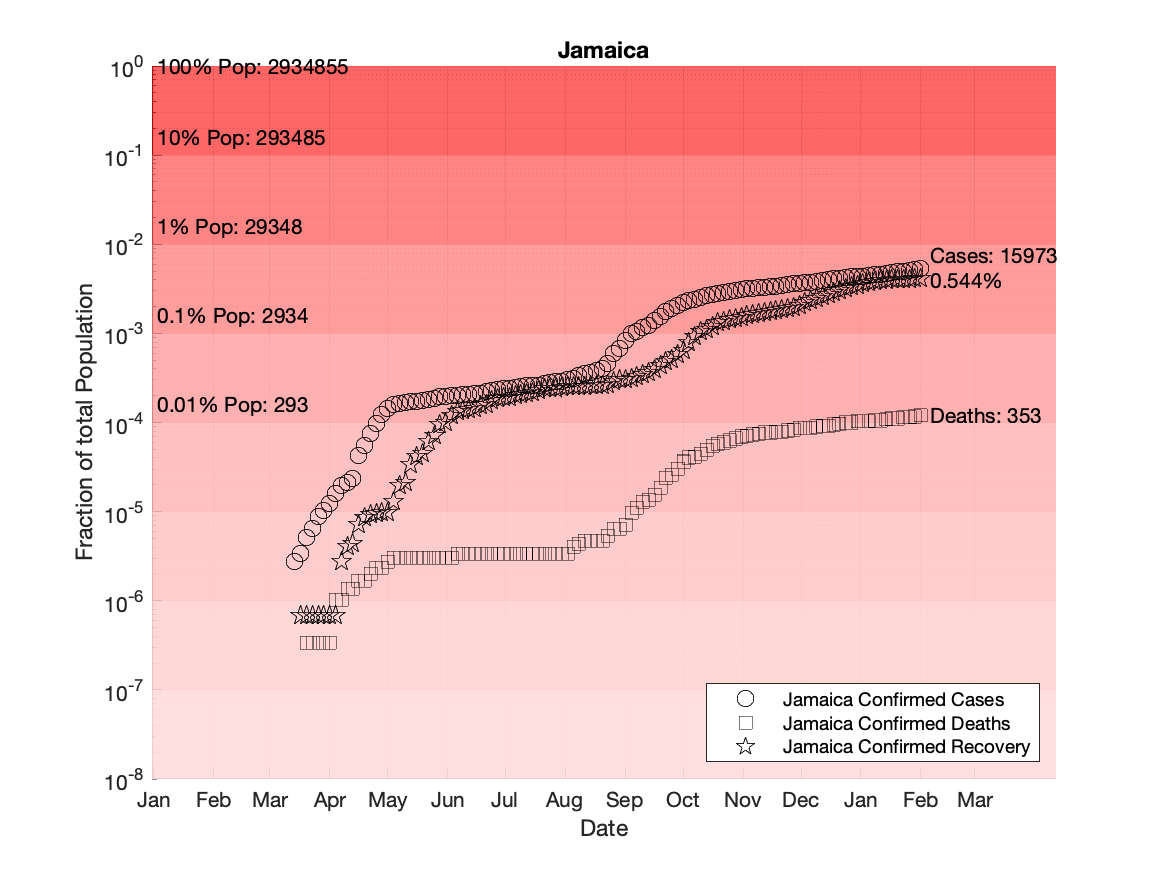 Jamaica
10^0
10^-1
10^-2
10^-3
10^-4
10^-5
10^-6
10^-7
10^-8
Fraction of total Population
100% Pop: 2934855
10% Pop: 293485
1% Pop: 29348
0.1% Pop: 2934
0.01% Pop: 293
Cases: 15973
0.544%
Deaths: 353
Jamaica Confirmed Cases
Jamaica Confirmed Deaths
Jamaica Confirmed Recovery
Jan Feb Mar Apr May Jun Jul Aug Sep Oct Nov Dec Jan Feb Mar
Date